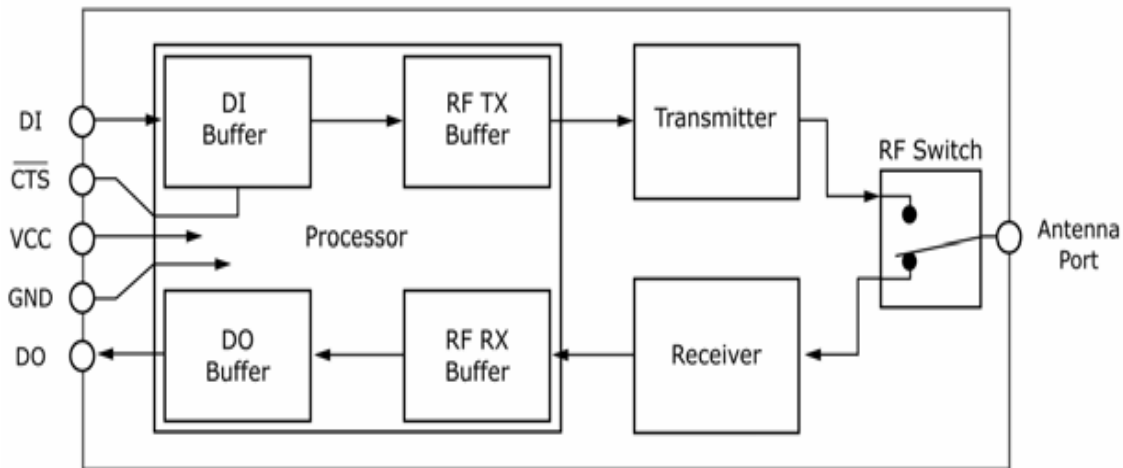 DI
CTS
VCC
GND
DO
DI
Buffer
RF TX
Buffer
Processor
DO
Buffer
RF RX
Buffer
Transmitter
Receiver
RF Switch
Antenna
Port